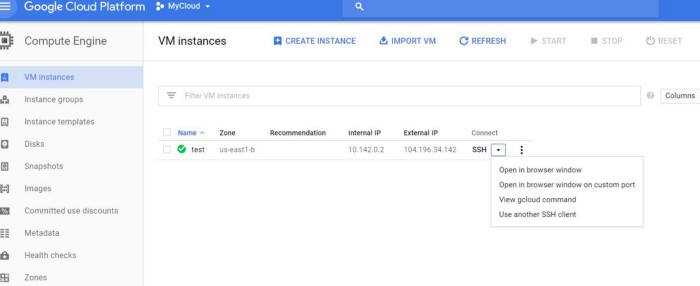 Google Cloud Platform MyCloud
Compute Engine
VM instances CREATE INSTANCE IMPORT VM REFRESH START STOP RESET
VM instances
Instance groups
Instance templates
Disks
Snapshots
Images
Committed use discounts
Metadata
Health checks
Zones
Filter VM instances Columns
Name Zone Recommendation Internal IP External IP Connect
test us-east1-b 10.142.0.2 104.196.34.142 SSH
Open in browser window
Open in browser window on custom port
View gcloud command
Use another SSH client